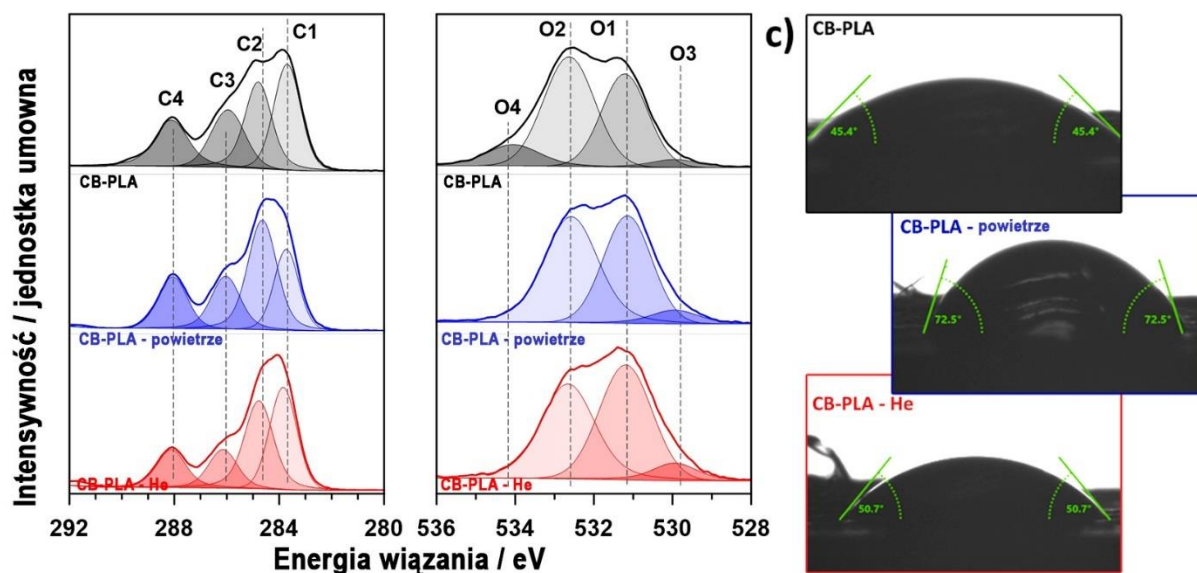 Intensywność / jednostka umowna
C4
C3
C2
C1
CB-PLA
CB-PLA - powietrze
CB-PLA - He
292 288 284 280
O4
O2
O1
O3
CB-PLA
CB-PLA - powietrze
CB-PLA - He
536 534 532 530 528
Energia wiązania / eV
c)
CB-PLA
45.4° 45.4°
CB-PLA - powietrze
72.5° 72.5°
CB-PLA - He
50.7° 50.7°